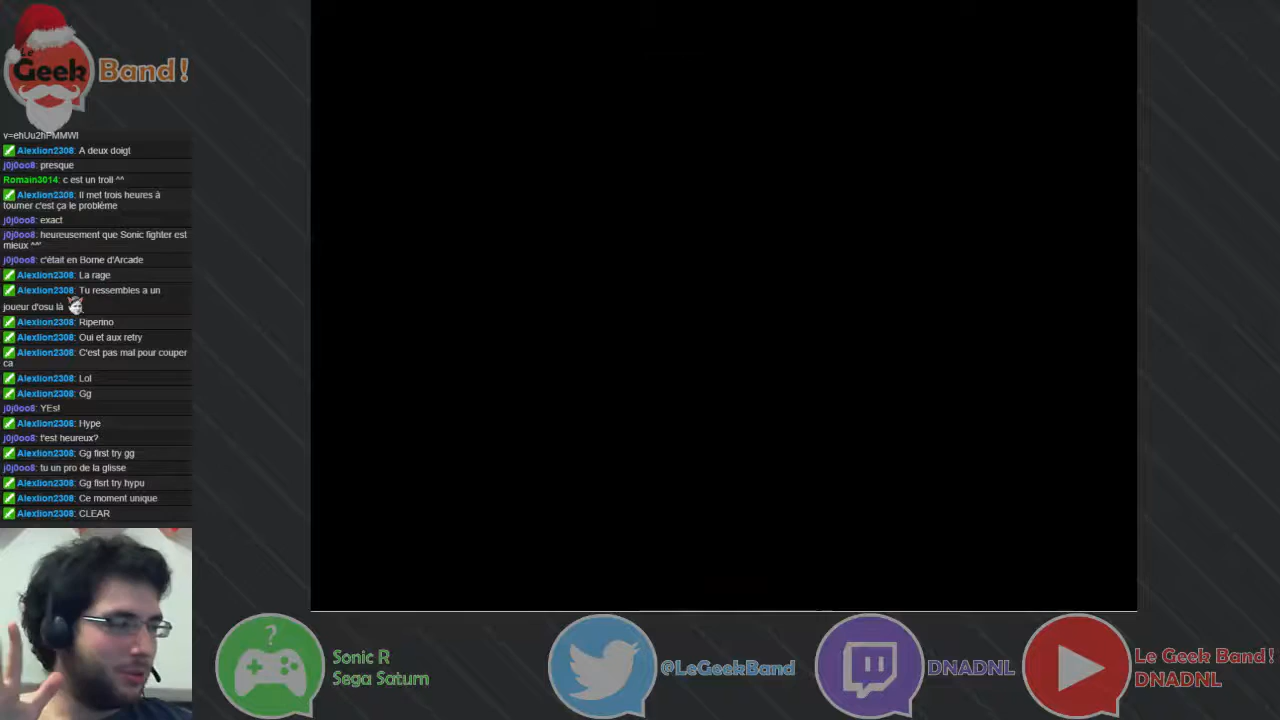 Le
Geek Band !
v=ehUu2hPMMWI
Alexlion2308: A deux doigt
j0j0oo8: presque
Romain3014: c est un troll ^^
Alexlion2308: Il met trois heures à
tourner c'est ça le problème
j0j0oo8: exact
j0j0oo8: heureusement que Sonic fighter est
mieux ^^'
j0j0oo8: c'était en Borne d'Arcade
Alexlion2308: La rage
Alexlion2308: Tu ressembles a un
joueur d'osu là
Alexlion2308: Riperino
Alexlion2308: Oui et aux retry
Alexlion2308: C'est pas mal pour couper
ca
Alexlion2308: Lol
Alexlion2308: Gg
j0j0oo8: YEs!
Alexlion2308: Hype
j0j0oo8: t'est heureux?
Alexlion2308: Gg first try gg
j0j0oo8: tu un pro de la glisse
Alexlion2308: Gg fisrt try hypu
Alexlion2308: Ce moment unique
Alexlion2308: CLEAR
?
Sonic R
Sega Saturn
@LeGeekBand
DNADNL
Le Geek Band !
DNADNL